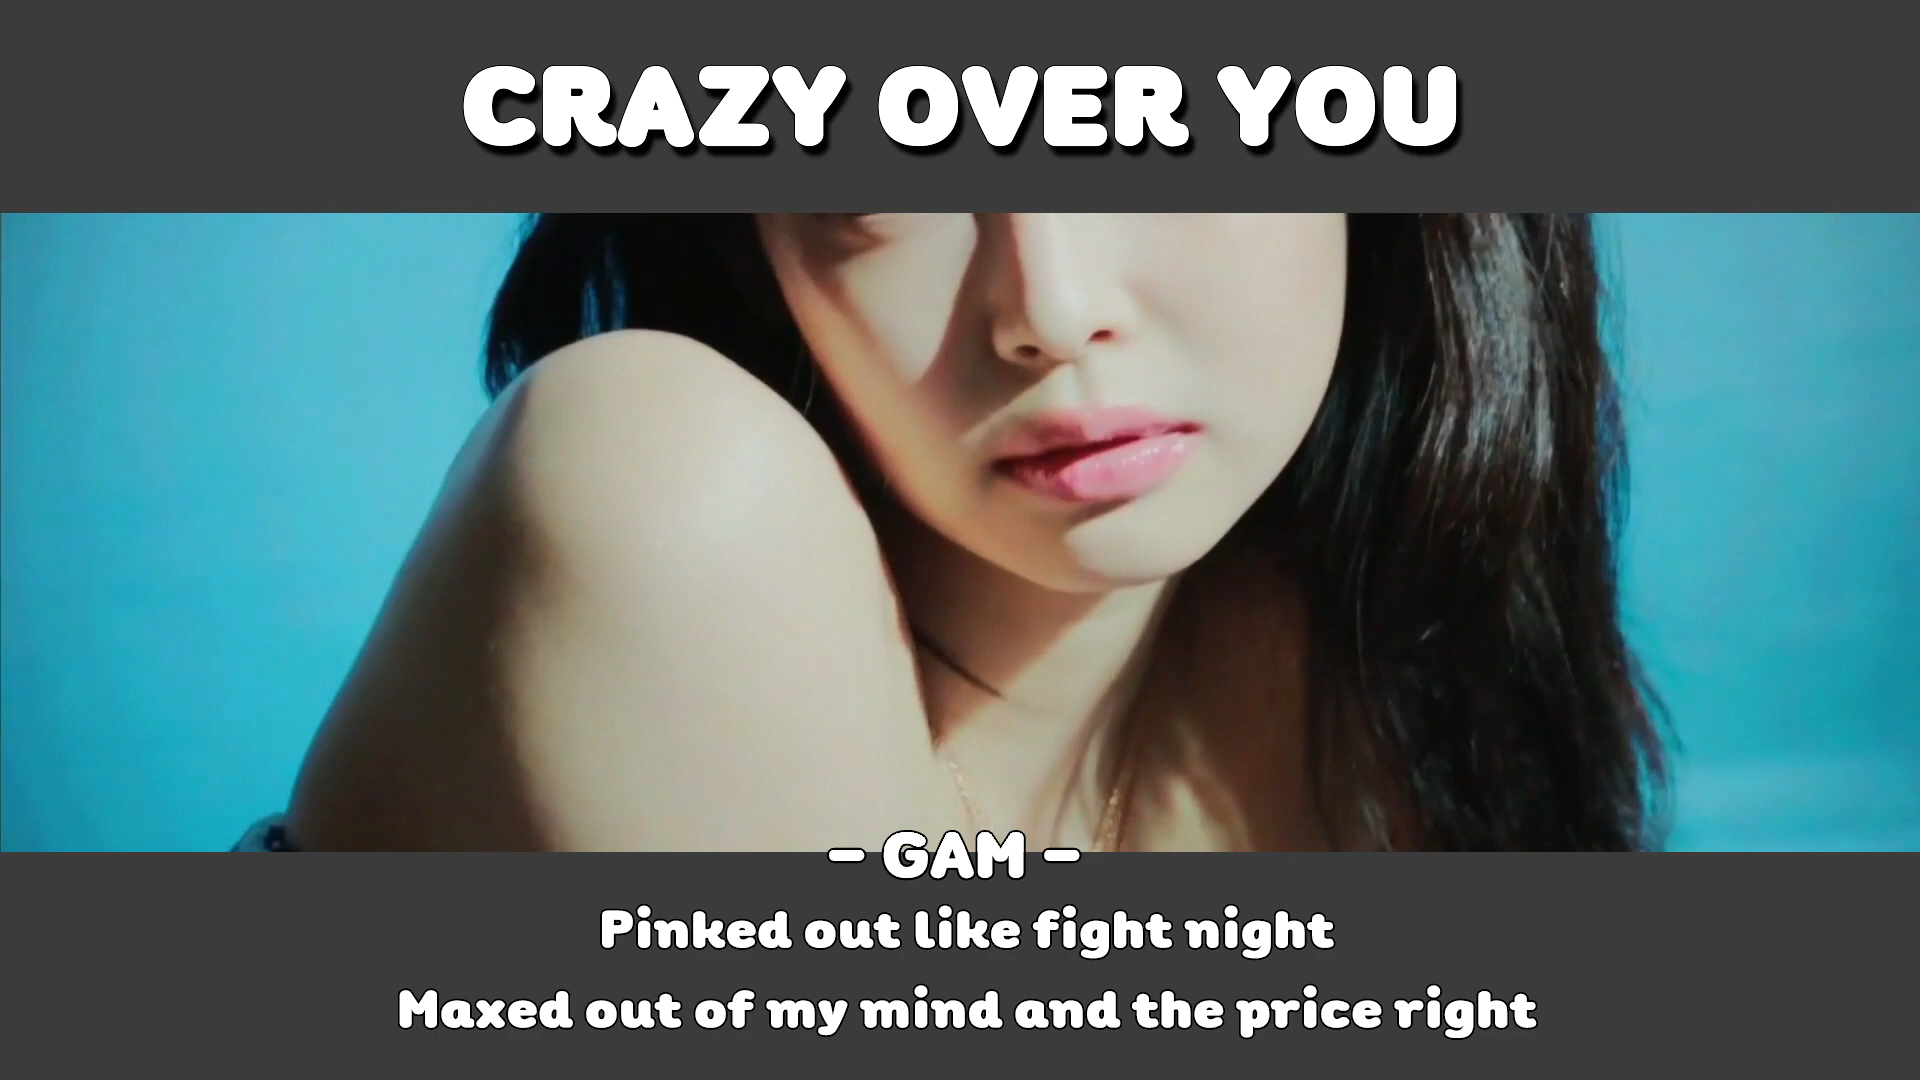 CRAZY OVER YOU
– GAM –
Pinked out like fight night
Maxed out of my mind and the price right